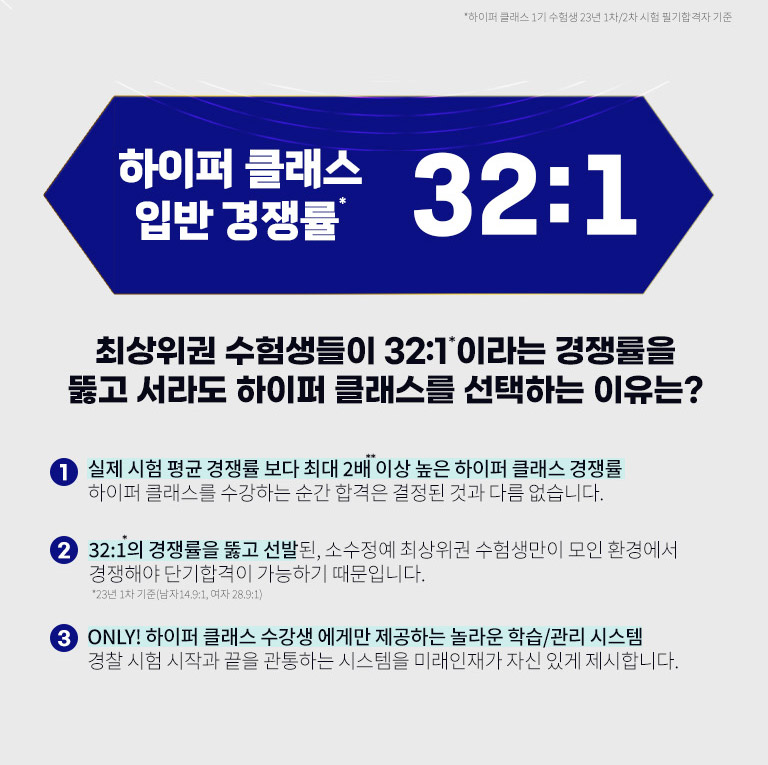 *하이퍼 클래스 1기 수험생 23년 1차/2차 시험 필기합격자 기준
하이퍼 클래스
입반 경쟁률*
32:1
최상위권 수험생들이 32:1*이라는 경쟁률을
뚫고 서라도 하이퍼 클래스를 선택하는 이유는?
1 실제 시험 평균 경쟁률 보다 최대 2배**이상 높은 하이퍼 클래스 경쟁률
하이퍼 클래스를 수강하는 순간 합격은 결정된 것과 다름 없습니다.
2 32:1*의 경쟁률을 뚫고 선발된, 소수정예 최상위권 수험생만이 모인 환경에서
경쟁해야 단기합격이 가능하기 때문입니다.
*23년 1차 기준(남자14.9:1, 여자 28.9:1)
3 ONLY! 하이퍼 클래스 수강생 에게만 제공하는 놀라운 학습/관리 시스템
경찰 시험 시작과 끝을 관통하는 시스템을 미래인재가 자신 있게 제시합니다.